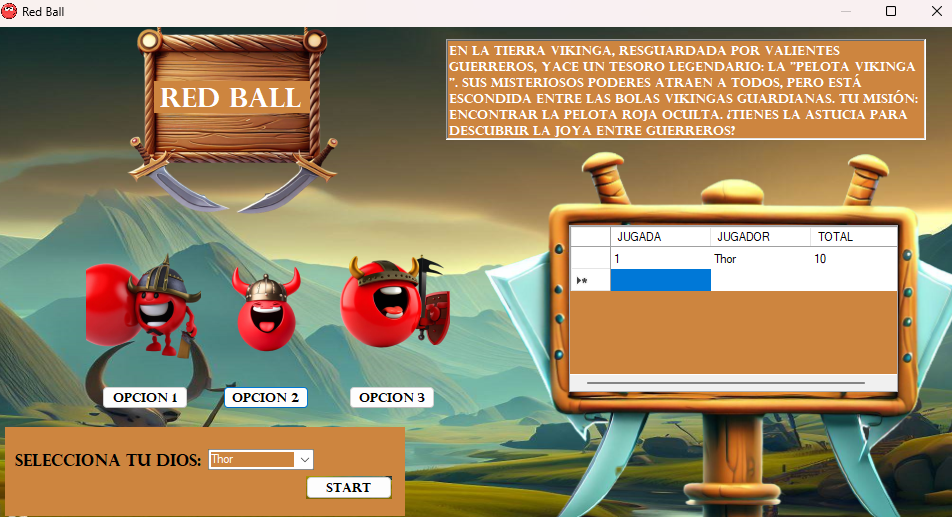 Red Ball
RED BALL
EN LA TIERRA VIKINGA, RESGUARDADA POR VALIENTES
GUERREROS, YACE UN TESORO LEGENDARIO: LA "PELOTA VIKINGA
". SUS MISTERIOSOS PODERES ATRAEN A TODOS, PERO ESTÁ
ESCONDIDA ENTRE LAS BOLAS VIKINGAS GUARDIANAS. TU MISIÓN:
ENCONTRAR LA PELOTA ROJA OCULTA. ¿TIENES LA ASTUCIA PARA
DESCUBRIR LA JOYA ENTRE GUERREROS?
JUGADA JUGADOR TOTAL
1 Thor 10
OPCION 1 OPCION 2 OPCION 3
SELECCIONA TU DIOS: Thor
START